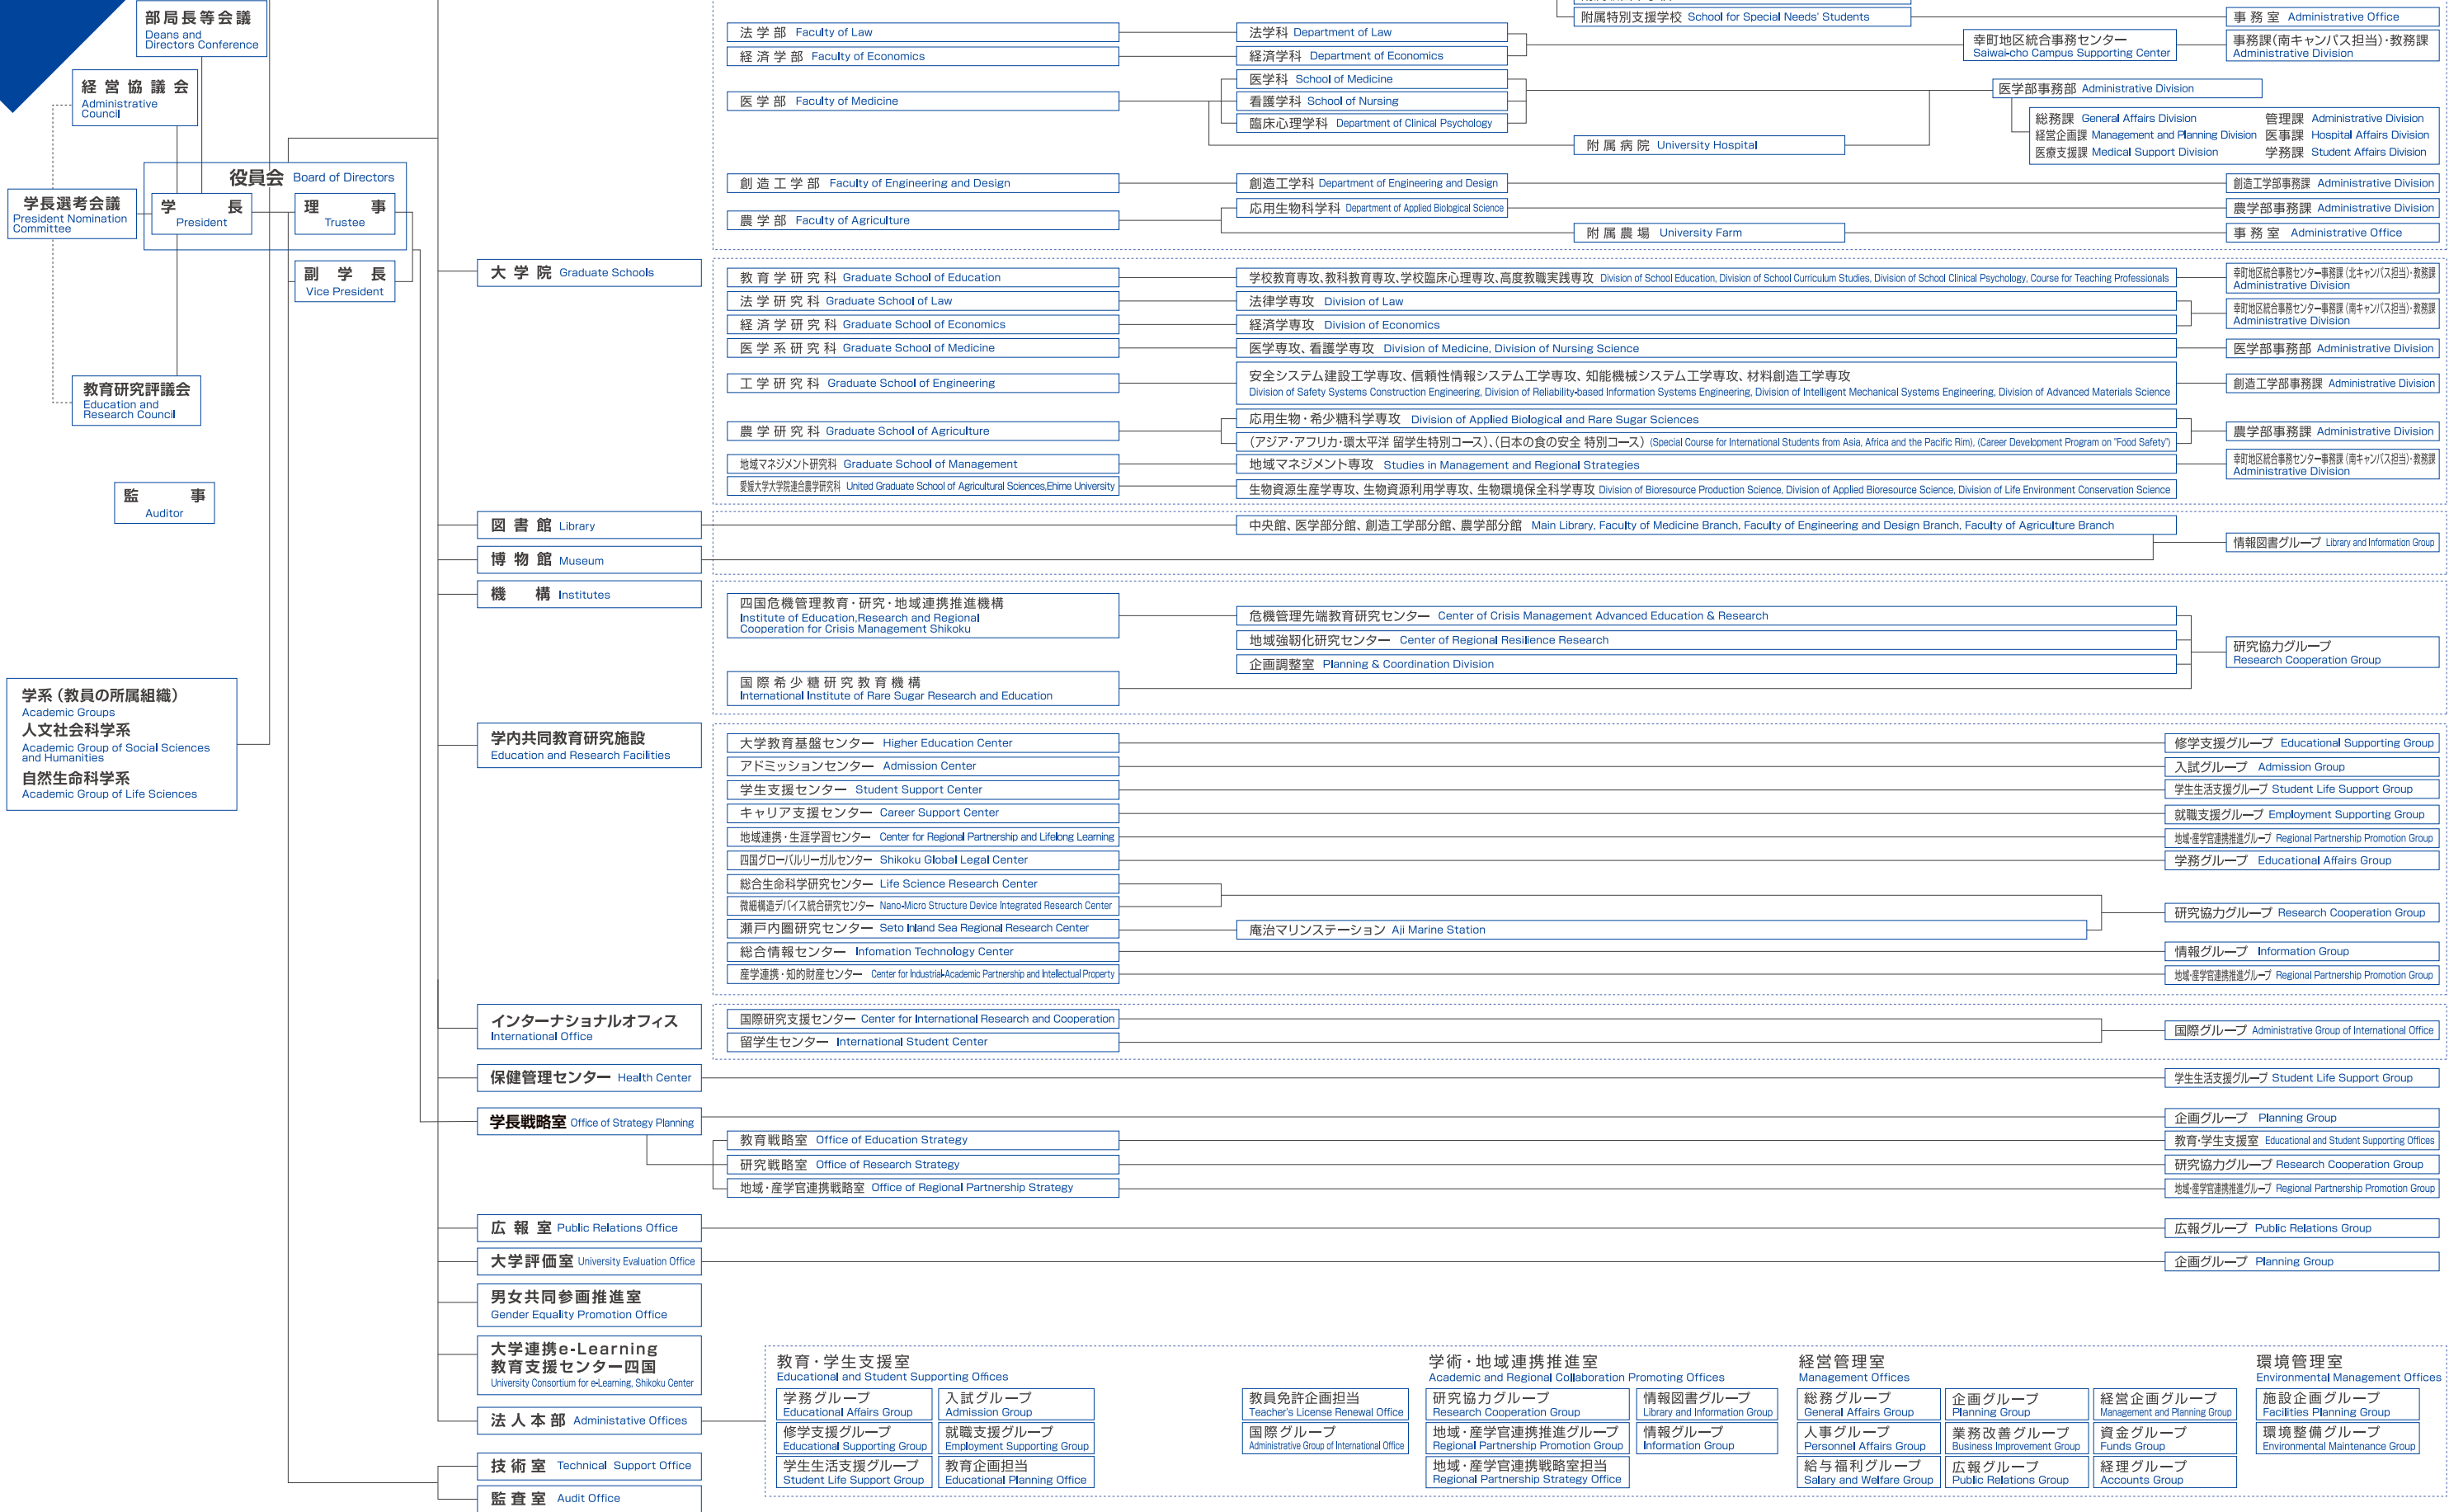 部局長等会議
Deans and
Directors Conference
経営協議会
Administrative
Council
役員会 Board of Directors
学長選考会議
President Nomination
Committee
学 長
President
理 事
Trustee
副 学 長
Vice President
教育研究評議会
Education and
Research Council
監 事
Auditor
学系（教員の所属組織）
Academic Groups
人文社会科学系
Academic Group of Social Sciences
and Humanities
自然生命科学系
Academic Group of Life Sciences
附属特別支援学校 School for Special Needs' Students
事 務 室 Administrative Office
法 学 部 Faculty of Law
法学科 Department of Law
経 済 学 部 Faculty of Economics
経済学科 Department of Economics
幸町地区統合事務センター
Saiwai-cho Campus Supporting Center
事務課(南キャンパス担当)・教務課
Administrative Division
医 学 部 Faculty of Medicine
医学科 School of Medicine
看護学科 School of Nursing
臨床心理学科 Department of Clinical Psychology
附 属 病 院 University Hospital
医学部事務部 Administrative Division
総務課 General Affairs Division 管理課 Administrative Division
経営企画課 Management and Planning Division 医事課 Hospital Affairs Division
医療支援課 Medical Support Division 学務課 Student Affairs Division
創 造 工 学 部 Faculty of Engineering and Design
創造工学科 Department of Engineering and Design
創造工学部事務課 Administrative Division
農 学 部 Faculty of Agriculture
応用生物科学科 Department of Applied Biological Science
農学部事務課 Administrative Division
附 属 農 場 University Farm
事 務 室 Administrative Office
大 学 院 Graduate Schools
教 育 学 研 究 科 Graduate School of Education
学校教育専攻、教科教育専攻、学校臨床心理専攻、高度教職実践専攻 Division of School Education, Division of School Curriculum Studies, Division of School Clinical Psychology, Course for Teaching Professionals
幸町地区統合事務センター事務課（北キャンパス担当）・教務課
Administrative Division
法 学 研 究 科 Graduate School of Law
法律学専攻 Division of Law
経 済 学 研 究 科 Graduate School of Economics
経済学専攻 Division of Economics
幸町地区統合事務センター事務課（南キャンパス担当）・教務課
Administrative Division
医 学 系 研 究 科 Graduate School of Medicine
医学専攻、看護学専攻 Division of Medicine, Division of Nursing Science
医学部事務部 Administrative Division
工 学 研 究 科 Graduate School of Engineering
安全システム建設工学専攻、信頼性情報システム工学専攻、知能機械システム工学専攻、材料創造工学専攻
Division of Safety Systems Construction Engineering, Division of Reliability-based Information Systems Engineering, Division of Intelligent Mechanical Systems Engineering, Division of Advanced Materials Science
創造工学部事務課 Administrative Division
農 学 研 究 科 Graduate School of Agriculture
応用生物・希少糖科学専攻 Division of Applied Biological and Rare Sugar Sciences
（アジア・アフリカ・環太平洋 留学生特別コース）、（日本の食の安全 特別コース） (Special Course for International Students from Asia, Africa and the Pacific Rim), (Career Development Program on "Food Safety")
農学部事務課 Administrative Division
地域マネジメント研究科 Graduate School of Management
地域マネジメント専攻 Studies in Management and Regional Strategies
幸町地区統合事務センター事務課（南キャンパス担当）・教務課
Administrative Division
愛媛大学大学院連合農学研究科 United Graduate School of Agricultural Sciences,Ehime University
生物資源生産学専攻、生物資源利用学専攻、生物環境保全科学専攻 Division of Bioresource Production Science, Division of Applied Bioresource Science, Division of Life Environment Conservation Science
図 書 館 Library
中央館、医学部分館、創造工学部分館、農学部分館 Main Library, Faculty of Medicine Branch, Faculty of Engineering and Design Branch, Faculty of Agriculture Branch
博 物 館 Museum
情報図書グループ Library and Information Group
機 構 Institutes
四国危機管理教育・研究・地域連携推進機構
Institute of Education,Research and Regional
Cooperation for Crisis Management Shikoku
危機管理先端教育研究センター Center of Crisis Management Advanced Education & Research
地域強靭化研究センター Center of Regional Resilience Research
企画調整室 Planning & Coordination Division
研究協力グループ
Research Cooperation Group
国 際 希 少 糖 研 究 教 育 機 構
International Institute of Rare Sugar Research and Education
学内共同教育研究施設
Education and Research Facilities
大学教育基盤センター Higher Education Center
修学支援グループ Educational Supporting Group
アドミッションセンター Admission Center
入試グループ Admission Group
学生支援センター Student Support Center
学生生活支援グループ Student Life Support Group
キャリア支援センター Career Support Center
就職支援グループ Employment Supporting Group
地域連携・生涯学習センター Center for Regional Partnership and Lifelong Learning
地域・産学官連携推進グループ Regional Partnership Promotion Group
四国グローバルリーガルセンター Shikoku Global Legal Center
学務グループ Educational Affairs Group
総合生命科学研究センター Life Science Research Center
微細構造デバイス統合研究センター Nano-Micro Structure Device Integrated Research Center
研究協力グループ Research Cooperation Group
瀬戸内圏研究センター Seto Inland Sea Regional Research Center
庵治マリンステーション Aji Marine Station
総合情報センター Infomation Technology Center
情報グループ Information Group
産学連携・知的財産センター Center for Industrial-Academic Partnership and Intellectual Property
地域・産学官連携推進グループ Regional Partnership Promotion Group
インターナショナルオフィス
International Office
国際研究支援センター Center for International Research and Cooperation
留学生センター International Student Center
国際グループ Administrative Group of International Office
保健管理センター Health Center
学生生活支援グループ Student Life Support Group
学長戦略室 Office of Strategy Planning
企画グループ Planning Group
教育戦略室 Office of Education Strategy
教育・学生支援室 Educational and Student Supporting Offices
研究戦略室 Office of Research Strategy
研究協力グループ Research Cooperation Group
地域・産学官連携戦略室 Office of Regional Partnership Strategy
地域・産学官連携推進グループ Regional Partnership Promotion Group
広 報 室 Public Relations Office
広報グループ Public Relations Group
大学評価室 University Evaluation Office
企画グループ Planning Group
男女共同参画推進室
Gender Equality Promotion Office
大学連携e-Learning
教育支援センター四国
University Consortium for e-Learning, Shikoku Center
法 人 本 部 Administative Offices
技 術 室 Technical Support Office
監 査 室 Audit Office
教育・学生支援室
Educational and Student Supporting Offices
学務グループ
Educational Affairs Group
入試グループ
Admission Group
修学支援グループ
Educational Supporting Group
就職支援グループ
Employment Supporting Group
学生生活支援グループ
Student Life Support Group
教育企画担当
Educational Planning Office
教員免許企画担当
Teacher's License Renewal Office
国際グループ
Administrative Group of International Office
学術・地域連携推進室
Academic and Regional Collaboration Promoting Offices
研究協力グループ
Research Cooperation Group
情報図書グループ
Library and Information Group
地域・産学官連携推進グループ
Regional Partnership Promotion Group
情報グループ
Information Group
地域・産学官連携戦略室担当
Regional Partnership Strategy Office
経営管理室
Management Offices
総務グループ
General Affairs Group
企画グループ
Planning Group
経営企画グループ
Management and Planning Group
人事グループ
Personnel Affairs Group
業務改善グループ
Business Improvement Group
資金グループ
Funds Group
給与福利グループ
Salary and Welfare Group
広報グループ
Public Relations Group
経理グループ
Accounts Group
環境管理室
Environmental Management Offices
施設企画グループ
Facilities Planning Group
環境整備グループ
Environmental Maintenance Group